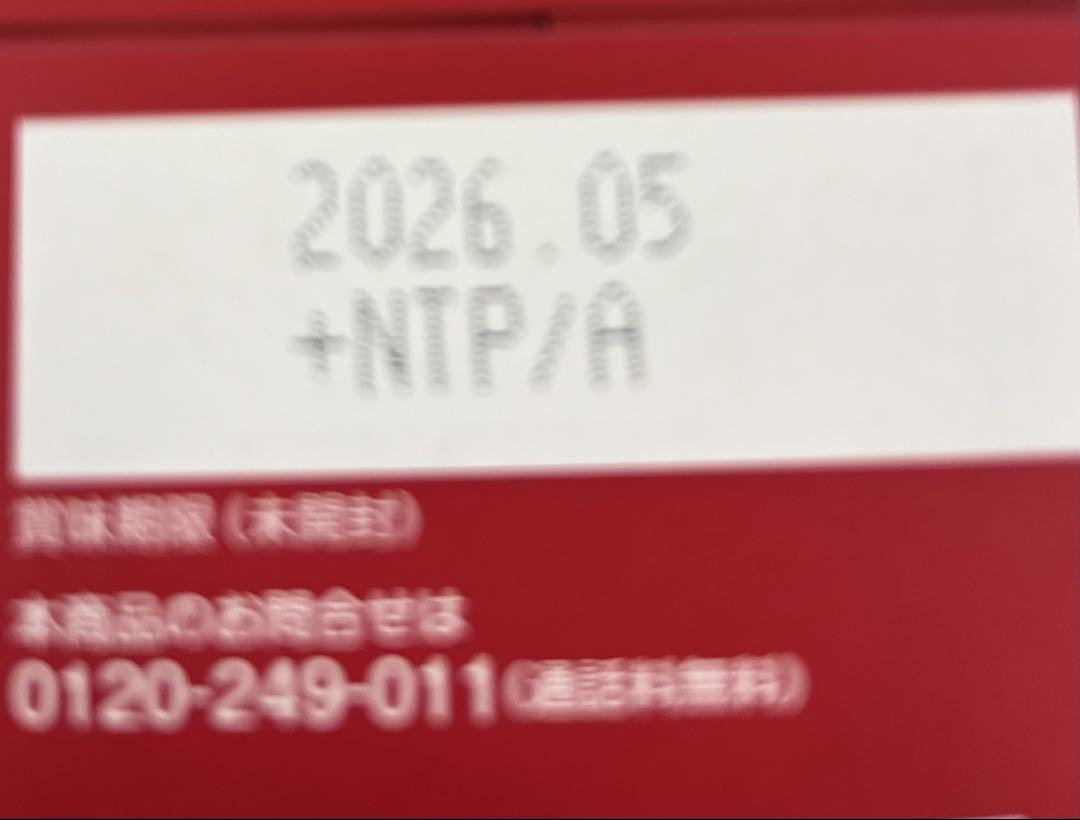 2026.05
+NTP/A
賞味期限(未開封)
本商品のお問合せは
0120-249-011(通話料無料)